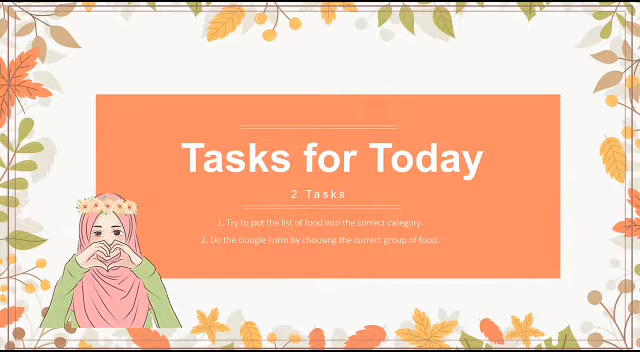 Tasks for Today
2 Tasks
1. Try to put the list of food into the correct category.
2. Do the Google Form by choosing the correct group of food.